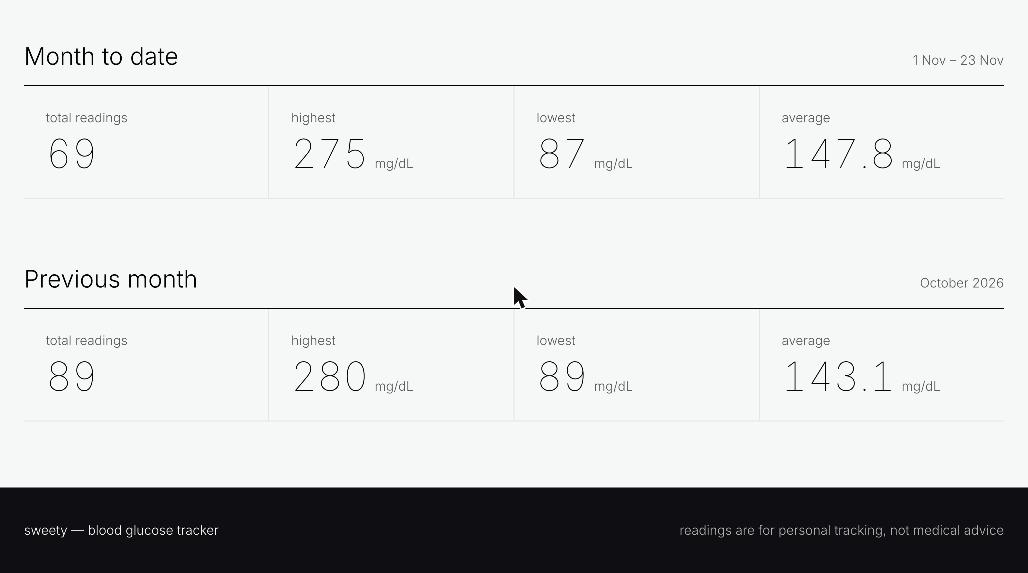 Month to date
1 Nov – 23 Nov
total readings
highest
lowest
average
69
275 mg/dL
87 mg/dL
147.8 mg/dL
Previous month
October 2026
total readings
highest
lowest
average
89
280 mg/dL
89 mg/dL
143.1 mg/dL
sweety — blood glucose tracker
readings are for personal tracking, not medical advice